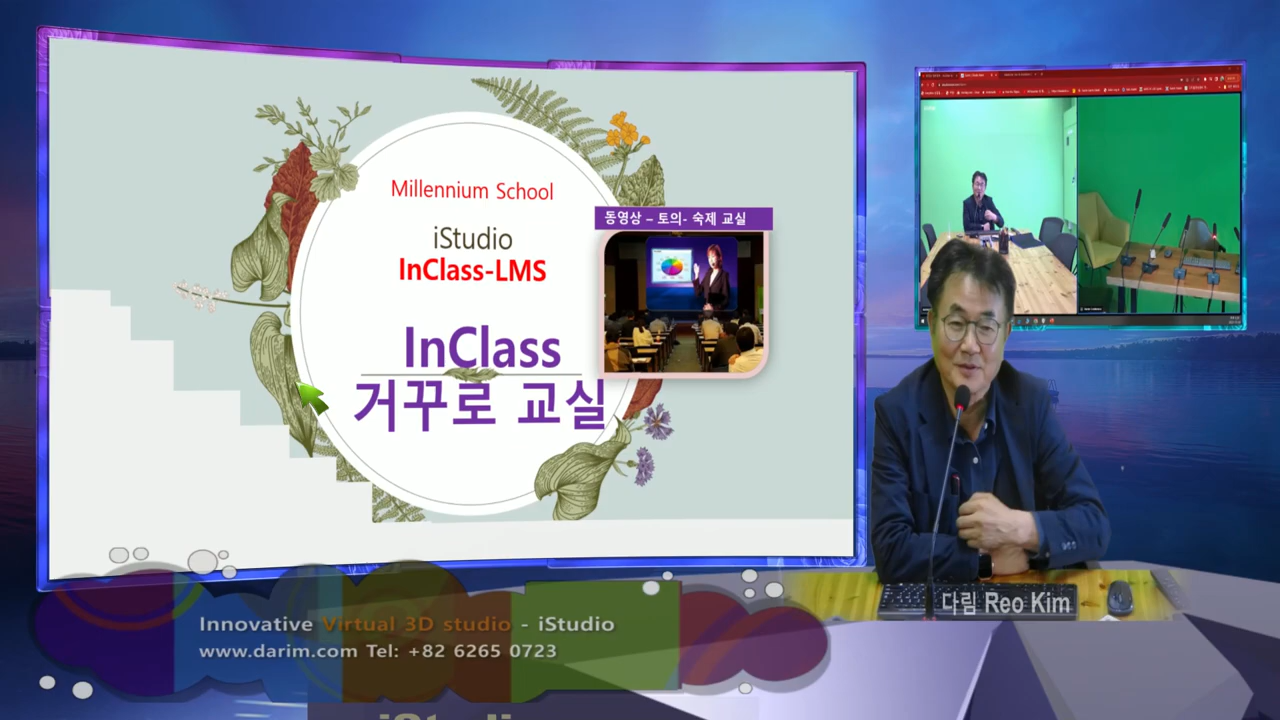 Millennium School
iStudio
InClass-LMS
InClass
거꾸로 교실
동영상 – 토의- 숙제 교실
다림 Reo Kim
Innovative Virtual 3D studio - iStudio
www.darim.com Tel: +82 6265 0723
iStudi